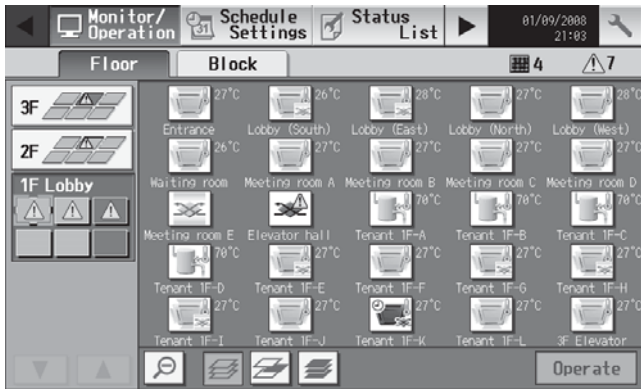 Monitor/
Operation
Schedule
Settings
Status
List
01/09/2008
21:03
31
Floor
Block
4
7
3F
2F
1F Lobby
27°C
26°C
28°C
27°C
28°C
Entrance
Lobby (South)
Lobby (East)
Lobby (North)
Lobby (West)
26°C
27°C
27°C
27°C
27°C
Waiting room
Meeting room A
Meeting room B
Meeting room C
Meeting room D
70°C
70°C
70°C
Meeting room E
Elevator hall
Tenant 1F-A
Tenant 1F-B
Tenant 1F-C
70°C
27°C
27°C
27°C
27°C
Tenant 1F-D
Tenant 1F-E
Tenant 1F-F
Tenant 1F-G
Tenant 1F-H
27°C
27°C
27°C
27°C
27°C
Tenant 1F-I
Tenant 1F-J
Tenant 1F-K
Tenant 1F-L
3F Elevator
Operate